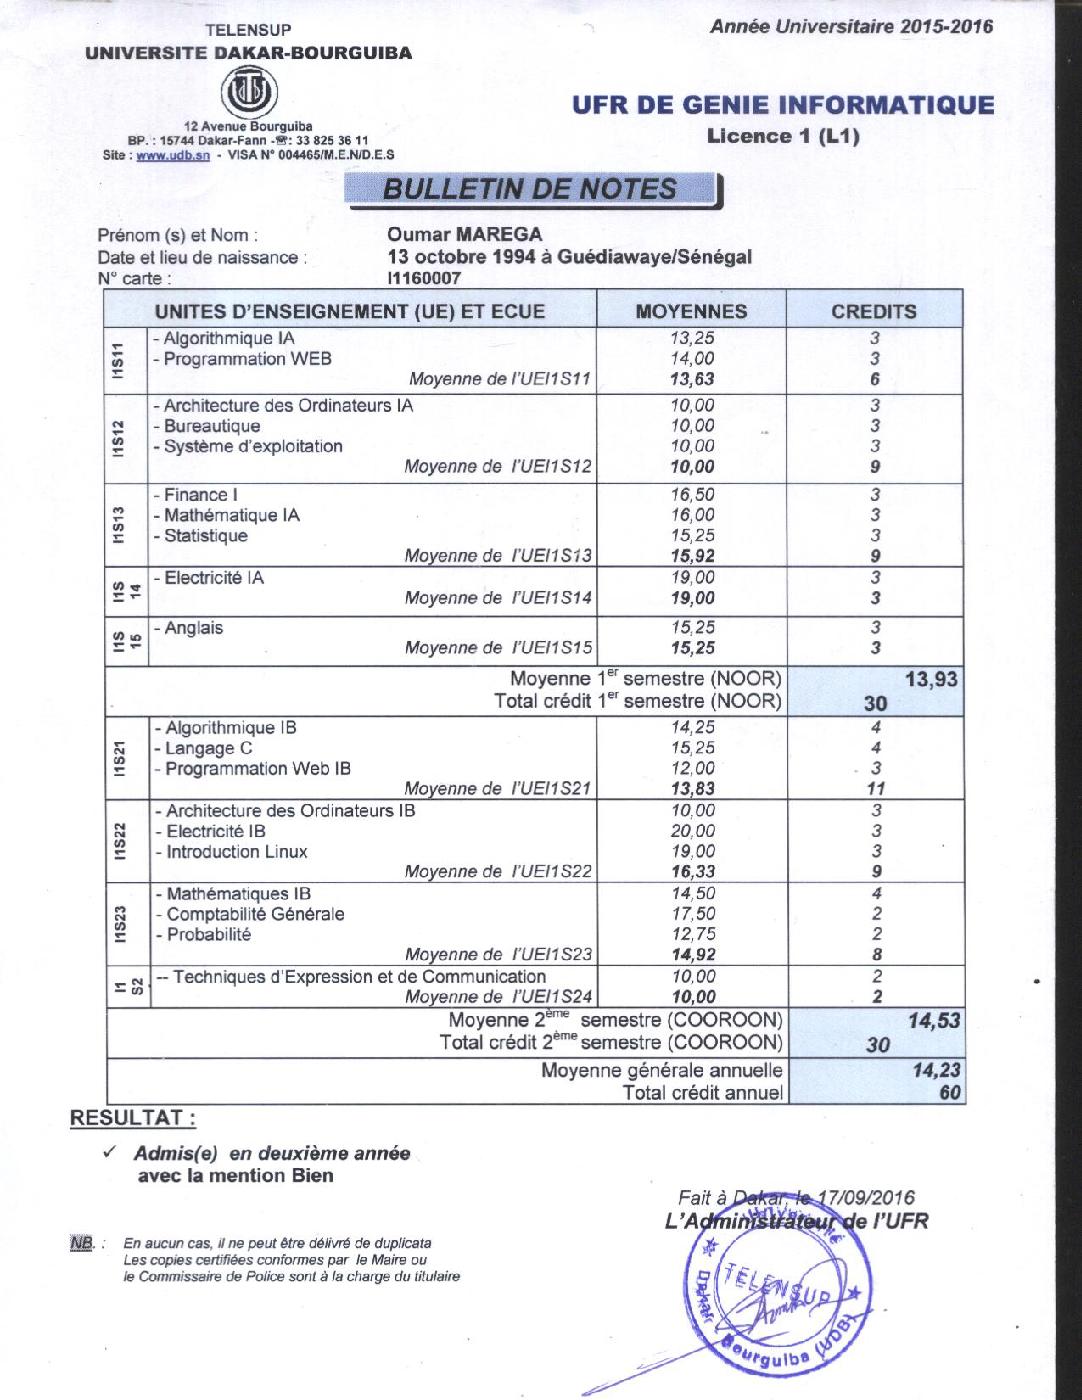 TELENSUP
UNIVERSITE DAKAR-BOURGUIBA
12 Avenue Bourguiba
BP. : 15744 Dakar-Fann -☏: 33 825 36 11
Site : www.udb.sn - VISA N° 004465/M.E.N/D.E.S
Année Universitaire 2015-2016
UFR DE GENIE INFORMATIQUE
Licence 1 (L1)
BULLETIN DE NOTES
Prénom (s) et Nom : Oumar MAREGA
Date et lieu de naissance : 13 octobre 1994 à Guédiawaye/Sénégal
N° carte : I1160007
UNITES D'ENSEIGNEMENT (UE) ET ECUE MOYENNES CREDITS
I1S11
- Algorithmique IA 13,25 3
- Programmation WEB 14,00 3
Moyenne de l'UEI1S11 13,63 6
I1S12
- Architecture des Ordinateurs IA 10,00 3
- Bureautique 10,00 3
- Système d'exploitation 10,00 3
Moyenne de l'UEI1S12 10,00 9
I1S13
- Finance I 16,50 3
- Mathématique IA 16,00 3
- Statistique 15,25 3
Moyenne de l'UEI1S13 15,92 9
I1S 14
- Electricité IA 19,00 3
Moyenne de l'UEI1S14 19,00 3
I1S 15
- Anglais 15,25 3
Moyenne de l'UEI1S15 15,25 3
Moyenne 1er semestre (NOOR) 13,93
Total crédit 1er semestre (NOOR) 30
I1S21
- Algorithmique IB 14,25 4
- Langage C 15,25 4
- Programmation Web IB 12,00 3
Moyenne de l'UEI1S21 13,83 11
I1S22
- Architecture des Ordinateurs IB 10,00 3
- Electricité IB 20,00 3
- Introduction Linux 19,00 3
Moyenne de l'UEI1S22 16,33 9
I1S23
- Mathématiques IB 14,50 4
- Comptabilité Générale 17,50 2
- Probabilité 12,75 2
Moyenne de l'UEI1S23 14,92 8
I1 S2
-- Techniques d'Expression et de Communication 10,00 2
Moyenne de l'UEI1S24 10,00 2
Moyenne 2ème semestre (COOROON) 14,53
Total crédit 2ème semestre (COOROON) 30
Moyenne générale annuelle 14,23
Total crédit annuel 60
RESULTAT :
✓ Admis(e) en deuxième année
avec la mention Bien
Fait à Dakar, le 17/09/2016
L'Administrateur de l'UFR
NB. : En aucun cas, il ne peut être délivré de duplicata
Les copies certifiées conformes par le Maire ou
le Commissaire de Police sont à la charge du titulaire
Université
TELENSUP
Dakar
Bourguiba (UDB)